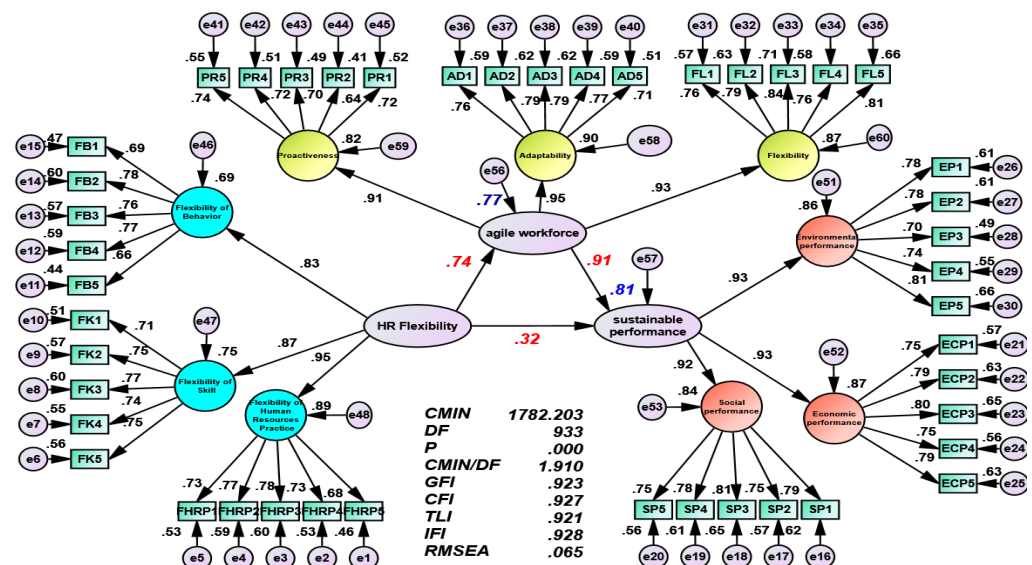 e41 e42 e43 e44 e45
.55 .51 .49 .41 .52
PR5 PR4 PR3 PR2 PR1
.74 .72 .70 .64 .72
Proactiveness
.82
e59
.91
e36 e37 e38 e39 e40
.59 .62 .62 .59 .51
AD1 AD2 AD3 AD4 AD5
.76 .79 .79 .77 .71
Adaptability
.90
e58
.95
e31 e32 e33 e34 e35
.57 .63 .71 .58 .66
FL1 FL2 FL3 FL4 FL5
.76 .79 .84 .76 .81
Flexibility
.87
e60
.93
e15 .47 FB1 .69
e14 .60 FB2 .78
e13 .57 FB3 .76
e12 .59 FB4 .77
e11 .44 FB5 .66
e46
.69
Flexibility of
Behavior
.83
e56
.77
agile workforce
.74
.91
e57
.81
HR Flexibility
.32
sustainable
performance
e10 .51 FK1 .71
e9 .57 FK2 .75
e8 .60 FK3 .77
e7 .55 FK4 .74
e6 .56 FK5 .75
e47
.75
Flexibility
of
Skill
.87
.95
Flexibility of
Human
Resources
Practice
.89
e48
.73 .77 .78 .73 .68
FHRP1 FHRP2 FHRP3 FHRP4 FHRP5
.53 .59 .60 .53 .46
e5 e4 e3 e2 e1
e51
.86
Environmental
performance
.93
.78 EP1 .61 e26
.78 EP2 .61 e27
.70 EP3 .49 e28
.74 EP4 .55 e29
.81 EP5 .66 e30
e52
.87
Economic
performance
.93
.75 ECP1 .57 e21
.79 ECP2 .63 e22
.80 ECP3 .65 e23
.75 ECP4 .56 e24
.79 ECP5 .63 e25
.92
e53
.84
Social
performance
.75 .78 .81 .75 .79
SP5 SP4 SP3 SP2 SP1
.56 .61 .65 .57 .62
e20 e19 e18 e17 e16
CMIN 1782.203
DF 933
P .000
CMIN/DF 1.910
GFI .923
CFI .927
TLI .921
IFI .928
RMSEA .065